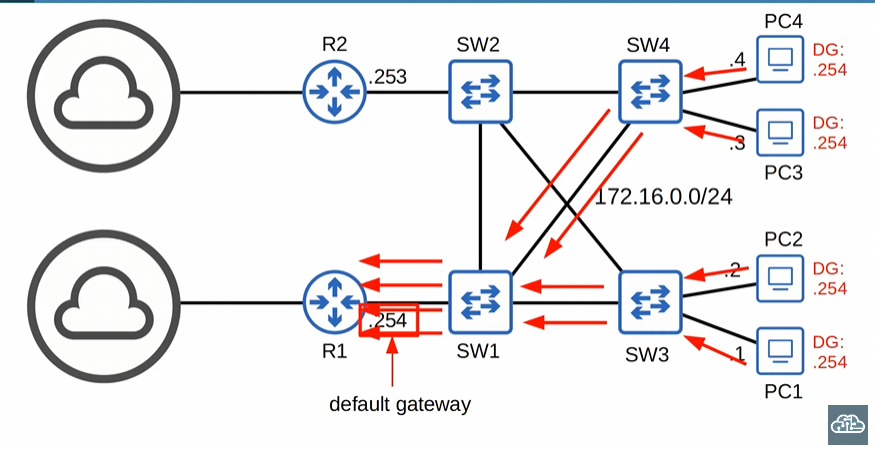 PC4
R2
SW2
SW4
DG:
.254
.4
.253
DG:
.254
.3
PC3
172.16.0.0/24
PC2
.2
DG:
.254
.254
DG:
.254
.1
R1
SW1
SW3
PC1
default gateway